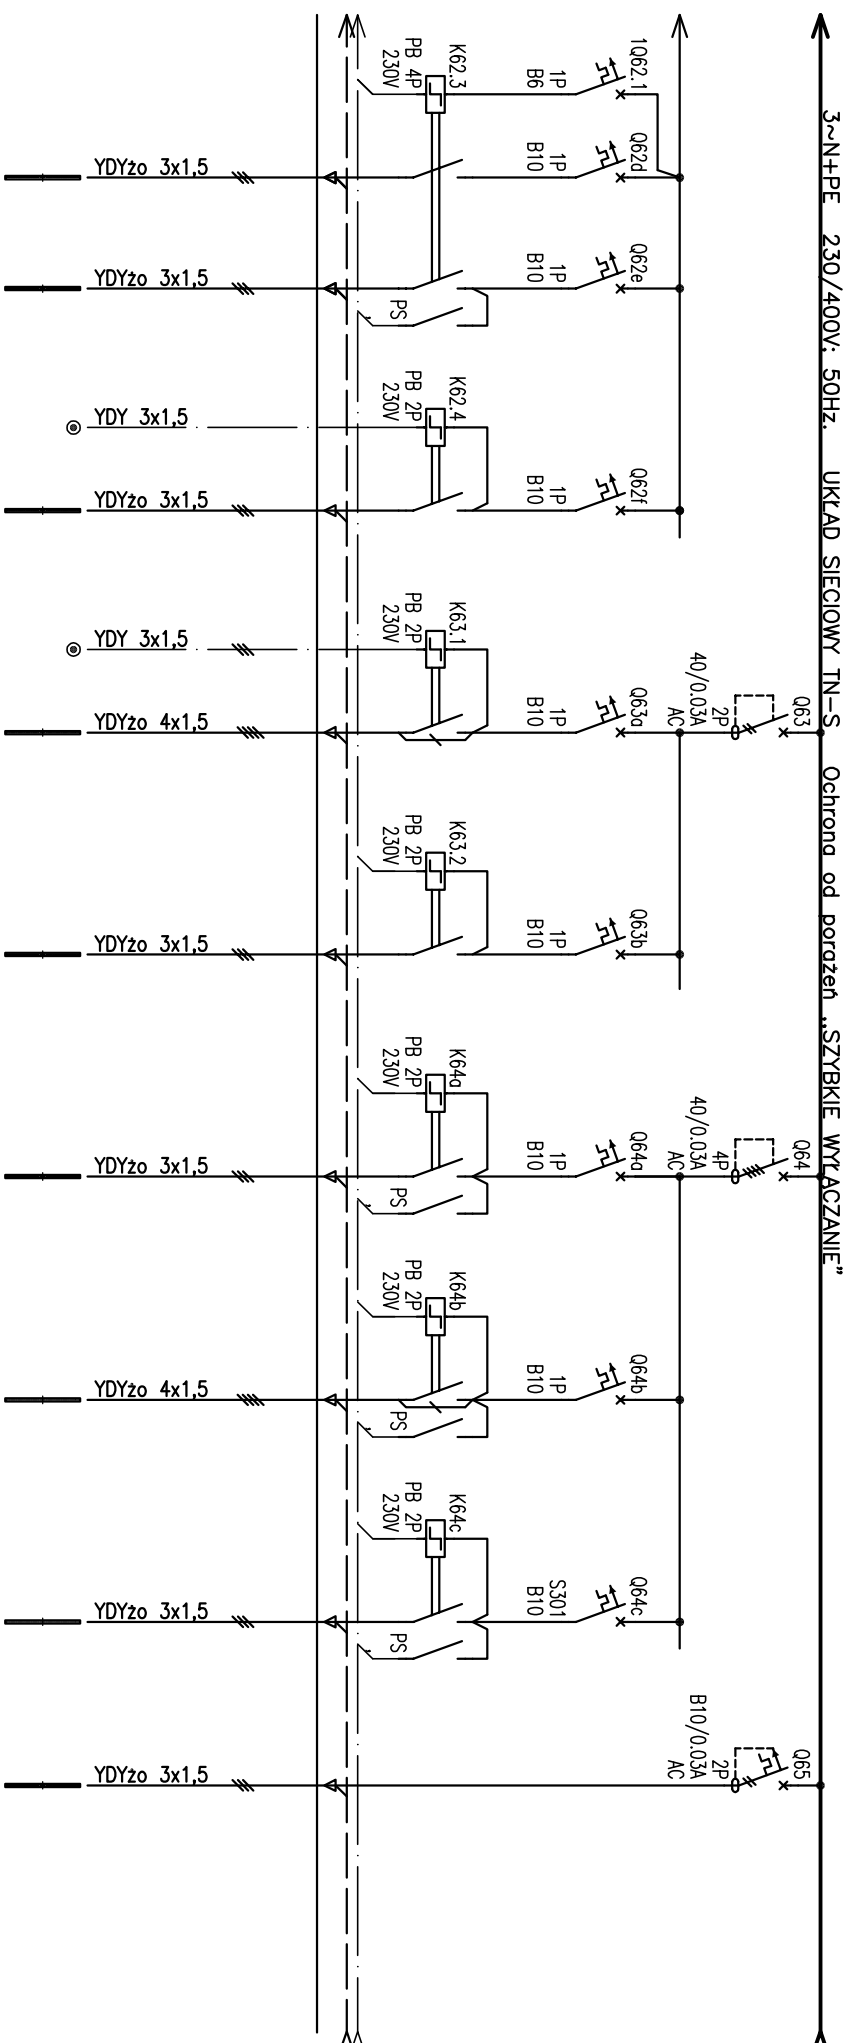 3~N+PE 230/400V; 50Hz. UKŁAD SIECIOWY TN-S Ochrona od porażeń „SZYBKIE WYŁĄCZANIE”
1Q62.1
1P
B6
K62.3
PB 4P
230V
Q62d
1P
B10
YDYżo 3x1,5
Q62e
1P
B10
PS
YDYżo 3x1,5
K62.4
PB 2P
230V
YDY 3x1,5
Q62f
1P
B10
YDYżo 3x1,5
K63.1
PB 2P
230V
YDY 3x1,5
Q63
2P
40/0.03A
AC
Q63a
1P
B10
YDYżo 4x1,5
K63.2
PB 2P
230V
Q63b
1P
B10
YDYżo 3x1,5
K64a
PB 2P
230V
Q64
4P
40/0.03A
AC
Q64a
1P
B10
PS
YDYżo 3x1,5
K64b
PB 2P
230V
Q64b
1P
B10
PS
YDYżo 4x1,5
K64c
PB 2P
230V
Q64c
S301
B10
PS
YDYżo 3x1,5
Q65
2P
B10/0.03A
AC
YDYżo 3x1,5